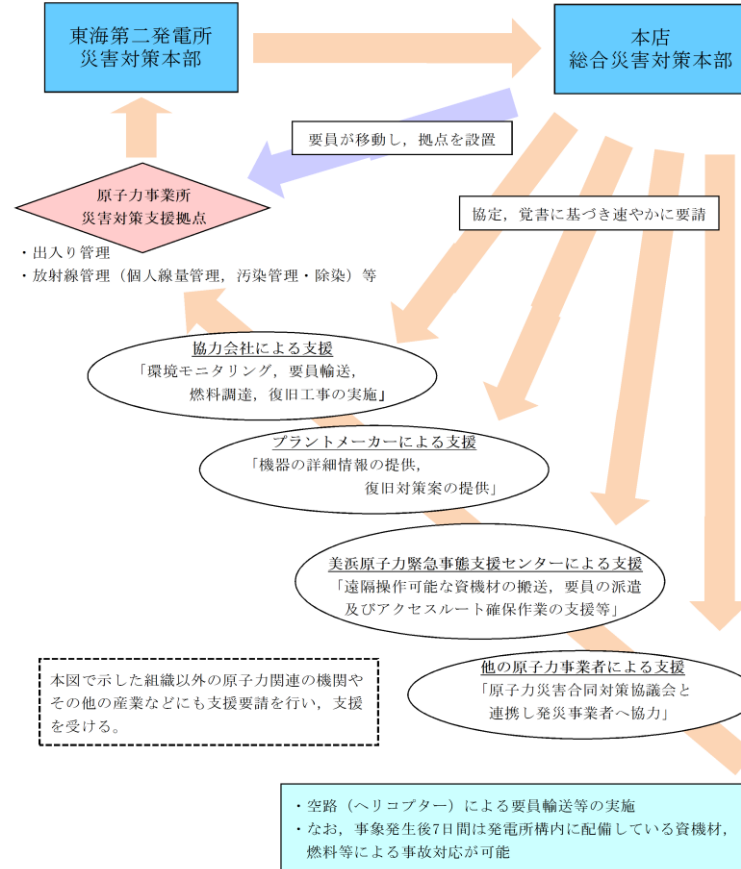 東海第二発電所
災害対策本部
本店
総合災害対策本部
要員が移動し，拠点を設置
原子力事業所
災害対策支援拠点
協定，覚書に基づき速やかに要請
・出入り管理
・放射線管理（個人線量管理，汚染管理・除染）等
協力会社による支援
「環境モニタリング，要員輸送，
燃料調達，復旧工事の実施」
プラントメーカーによる支援
「機器の詳細情報の提供，
復旧対策案の提供」
美浜原子力緊急事態支援センターによる支援
「遠隔操作可能な資機材の搬送，要員の派遣
及びアクセスルート確保作業の支援等」
他の原子力事業者による支援
「原子力災害合同対策協議会と
連携し発災事業者へ協力」
本図で示した組織以外の原子力関連の機関や
その他の産業などにも支援要請を行い，支援
を受ける。
・空路（ヘリコプター）による要員輸送等の実施
・なお，事象発生後7日間は発電所構内に配備している資機材，
燃料等による事故対応が可能